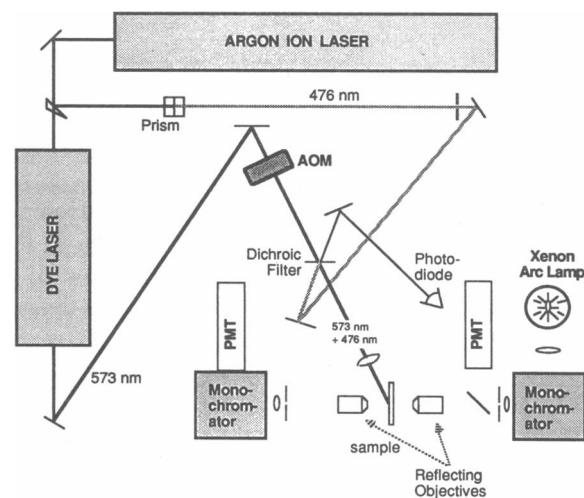 ARGON ION LASER
476 nm
Prism
AOM
DYE LASER
Dichroic
Filter
Photo-
diode
Xenon
Arc Lamp
PMT
573 nm
+ 476 nm
PMT
573 nm
Mono-
chrom-
ator
Mono-
chrom-
ator
sample
Reflecting
Objectives